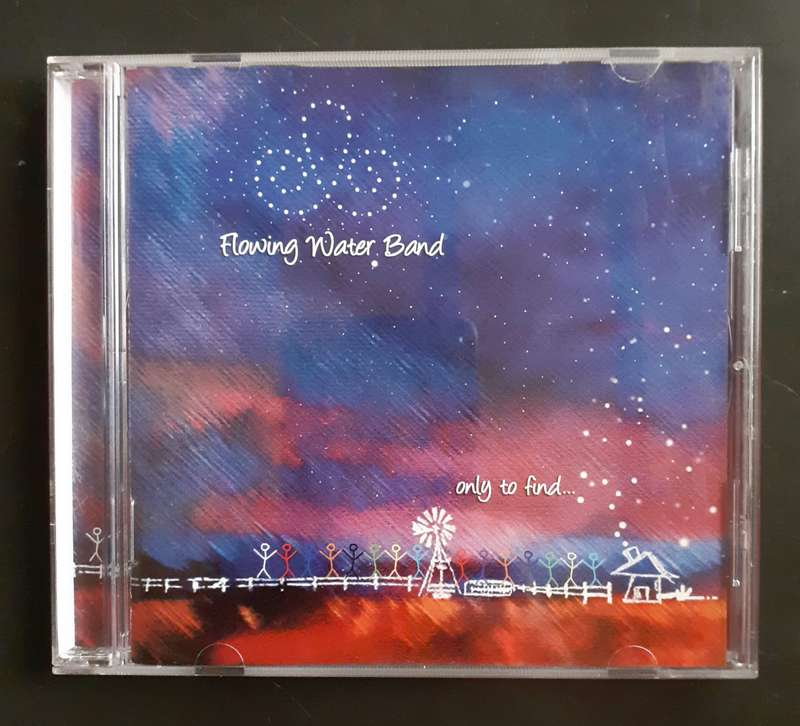 Flowing Water Band
only to find...